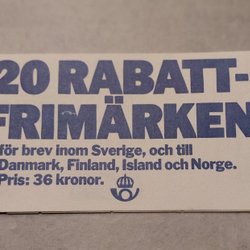 20 RABATT-
FRIMÄRKEN
för brev inom Sverige, och till
Danmark, Finland, Island och Norge.
Pris: 36 kronor.